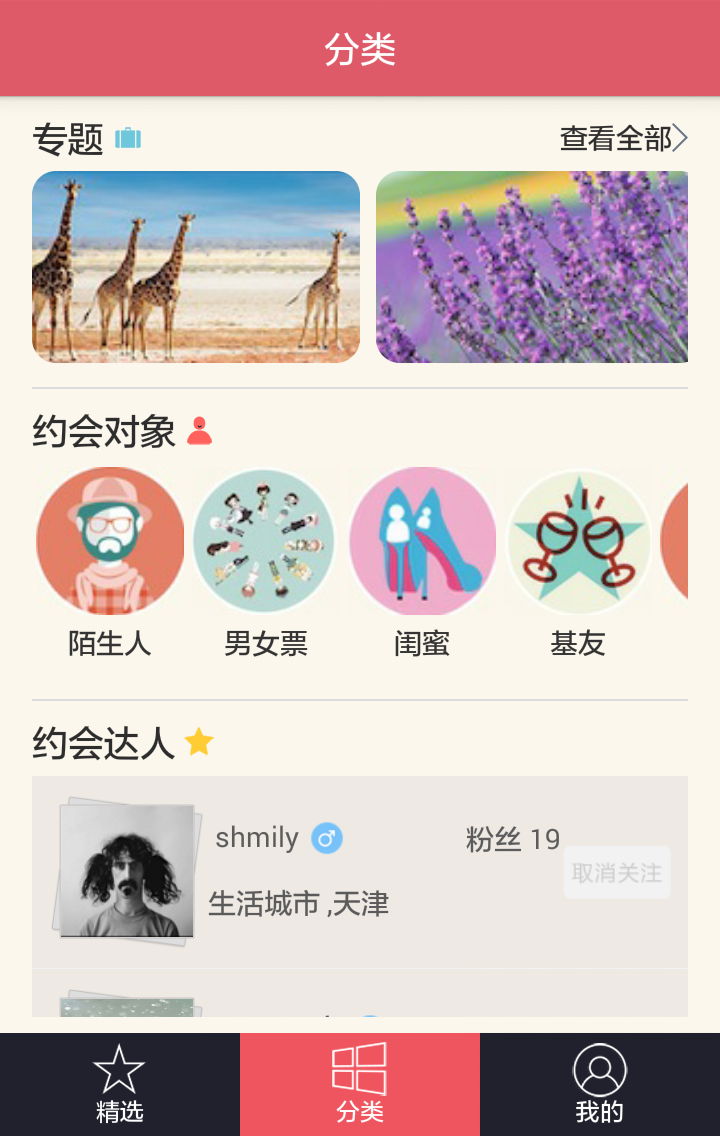 分类
专题 查看全部
约会对象
陌生人 男女票 闺蜜 基友
约会达人
shmily 粉丝 19
取消关注
生活城市 ,天津
精选 分类 我的